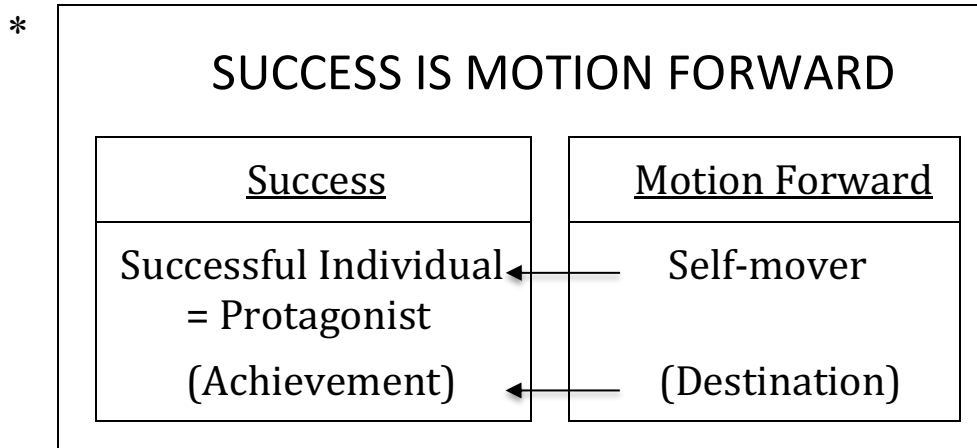 *
SUCCESS IS MOTION FORWARD
Success
Motion Forward
Successful Individual
Self-mover
= Protagonist
(Achievement)
(Destination)